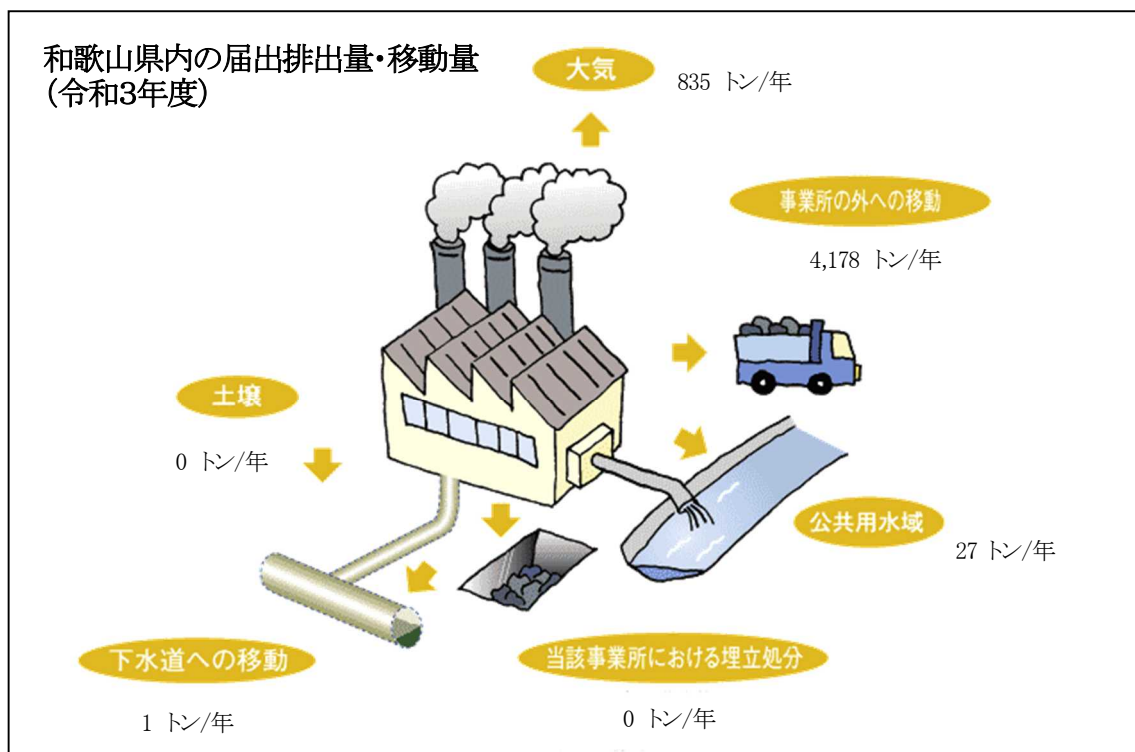 和歌山県内の届出排出量・移動量
(令和3年度)
大気
835 トン/年
事業所の外への移動
4,178 トン/年
土壌
0 トン/年
公共用水域
27 トン/年
下水道への移動
1 トン/年
当該事業所における埋立処分
0 トン/年